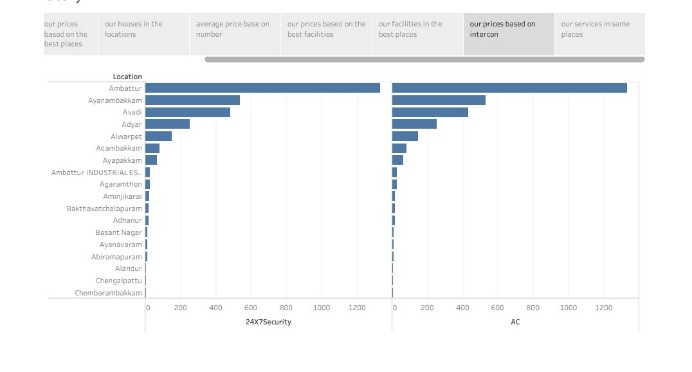 our prices
based on the
best places
our houses in the
locations
average price base on
number
our prices based on the
best facilities
our facilities in the
best places
our prices based on
intercon
our services in same
places
Location
Ambattur
Ayanambakkam
Avadi
Adyar
Alwarpet
Adambakkam
Ayapakkam
Ambattur INDUSTRIAL ES..
Agaramthen
Aminjikarai
Bakthavatchalapuram
Adhanur
Besant Nagar
Ayanavaram
Abiramapuram
Alandur
Chengalpattu
Chembarambakkam
0 200 400 600 800 1000 1200 0 200 400 600 800 1000 1200
24X7Security AC